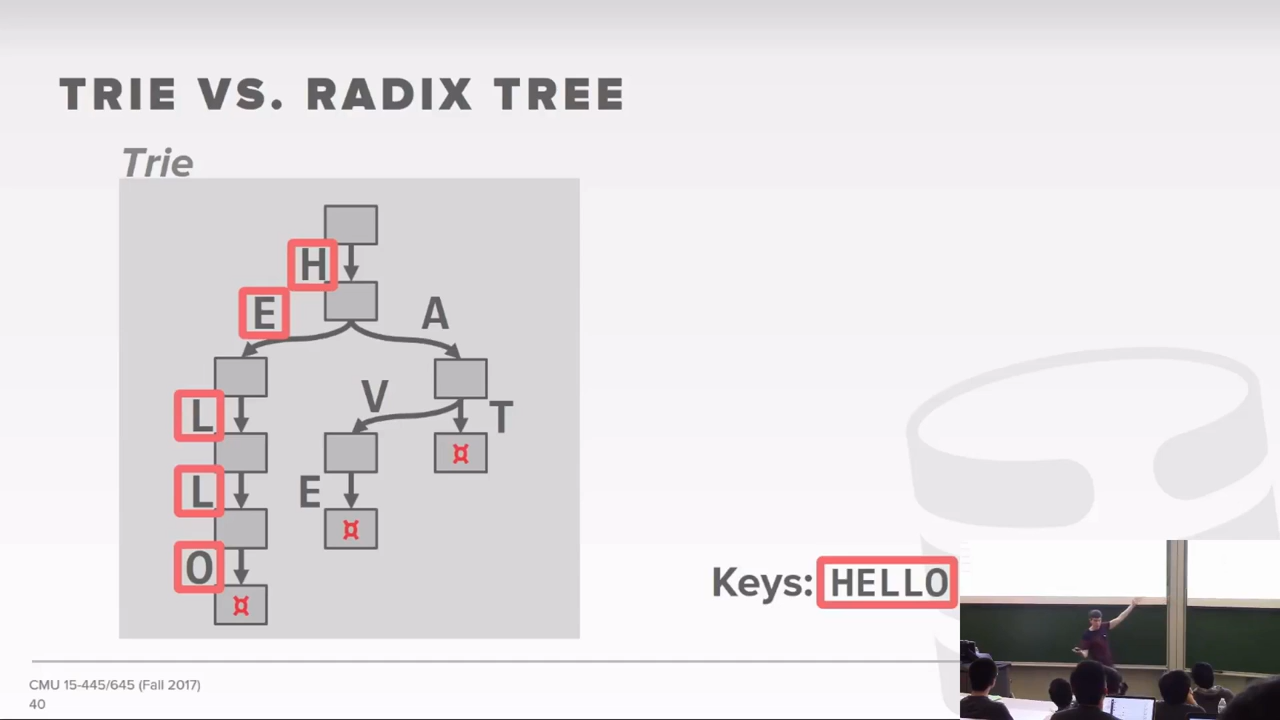 TRIE VS. RADIX TREE
Trie
H
E A
V
L T
L E
O
Keys: HELLO
CMU 15-445/645 (Fall 2017)
40